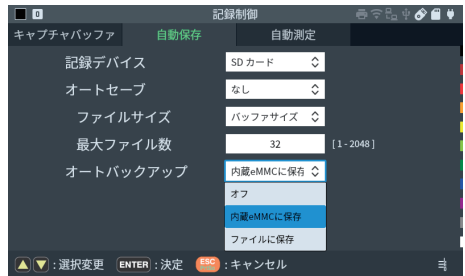 0 記録制御
キャプチャバッファ 自動保存 自動測定
記録デバイス SD カード
オートセーブ なし
ファイルサイズ バッファサイズ
最大ファイル数 32 [ 1 - 2048 ]
オートバックアップ 内蔵eMMCに保存
オフ
内蔵eMMCに保存
ファイルに保存
:選択変更 ENTER :決定 ESC :キャンセル